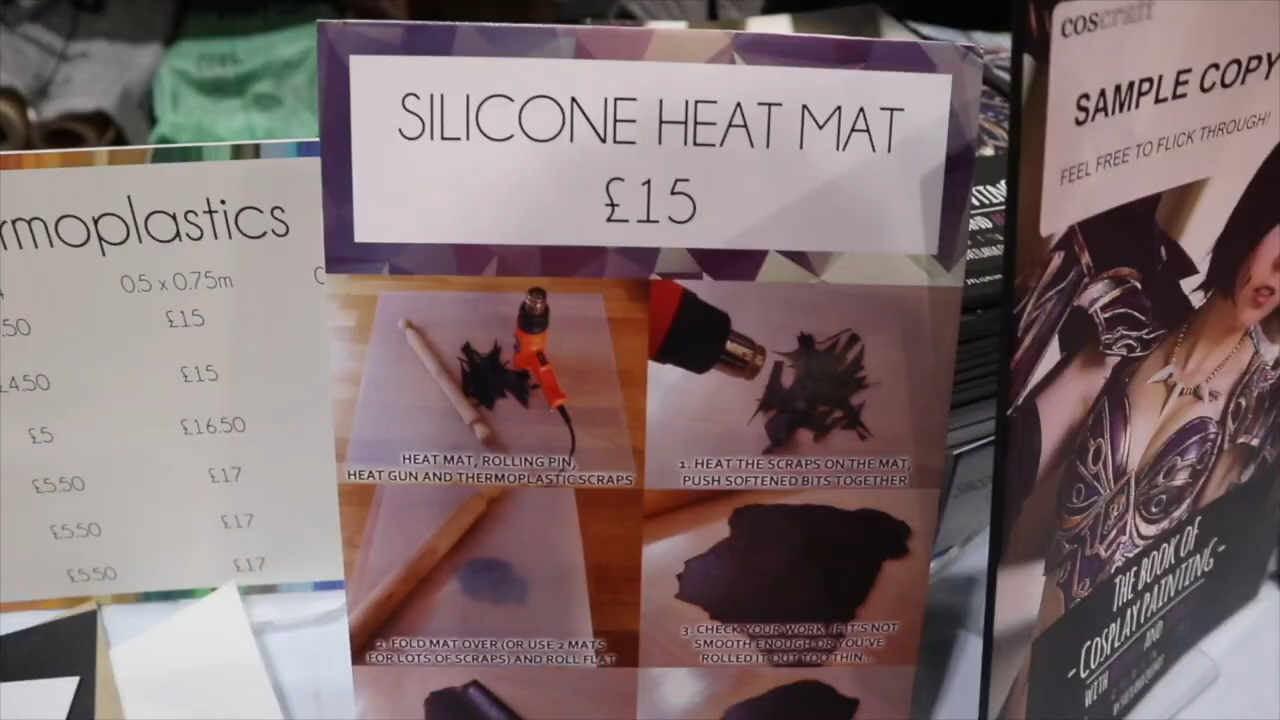 rmoplastics
0.5 x 0.75m
.50 £15
£4.50 £15
£5 £16.50
£5.50 £17
£5.50 £17
£5.50 £17
SILICONE HEAT MAT
£15
HEAT MAT, ROLLING PIN,
HEAT GUN AND THERMOPLASTIC SCRAPS
1. HEAT THE SCRAPS ON THE MAT,
PUSH SOFTENED BITS TOGETHER
2. FOLD MAT OVER (OR USE 2 MATS
FOR LOTS OF SCRAPS) AND ROLL FLAT
3. CHECK YOUR WORK. IF IT'S NOT
SMOOTH ENOUGH OR YOU'VE
ROLLED IT OUT TOO THIN...
coscraft
SAMPLE COPY
FEEL FREE TO FLICK THROUGH!
THE BOOK OF
- COSPLAY PAINTING -
WITH AND